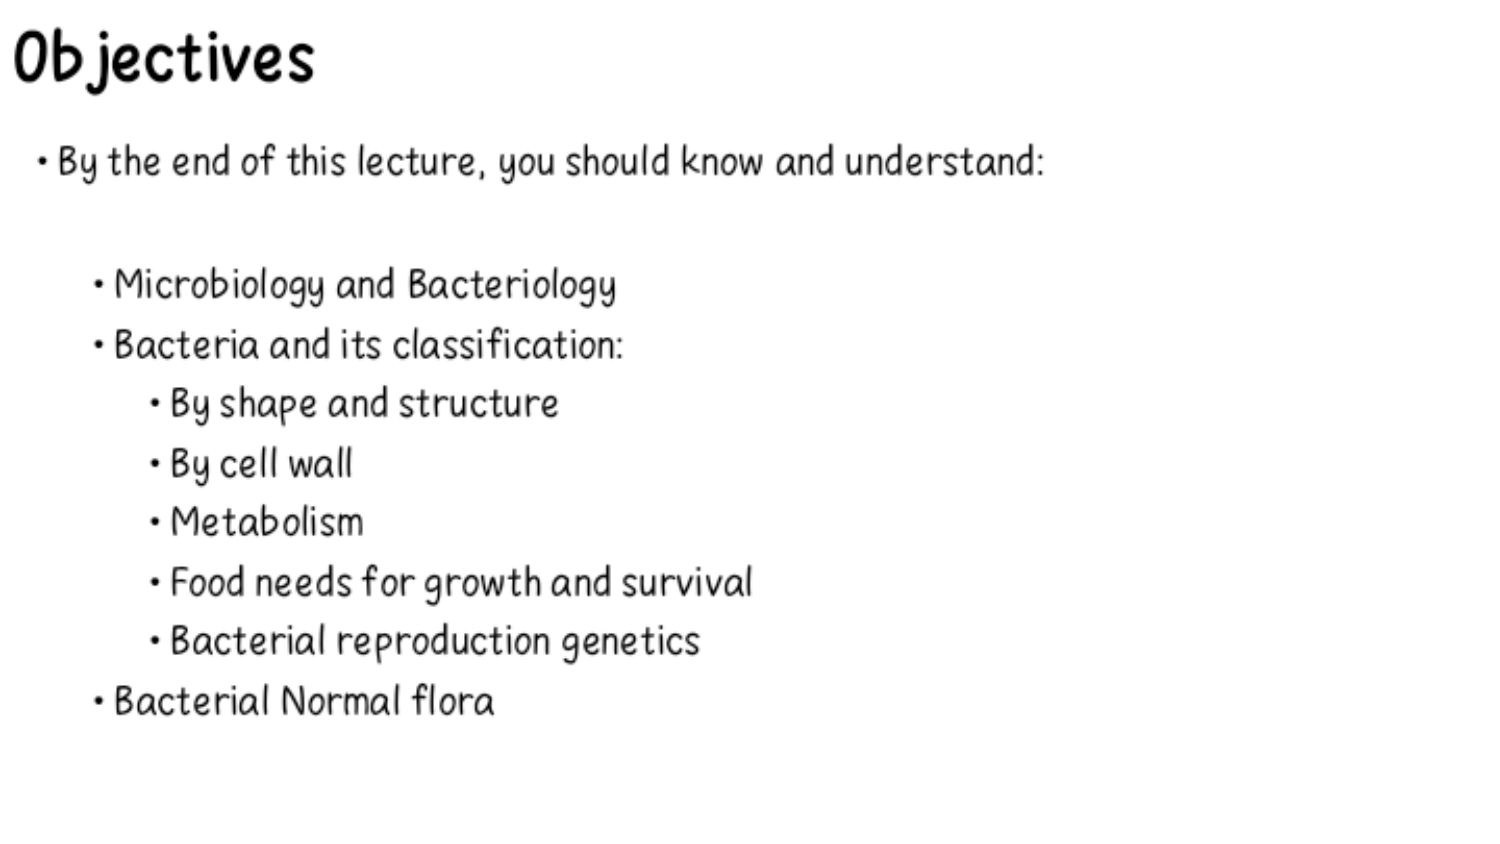 Objectives
• By the end of this lecture, you should know and understand:
• Microbiology and Bacteriology
• Bacteria and its classification:
• By shape and structure
• By cell wall
• Metabolism
• Food needs for growth and survival
• Bacterial reproduction genetics
• Bacterial Normal flora